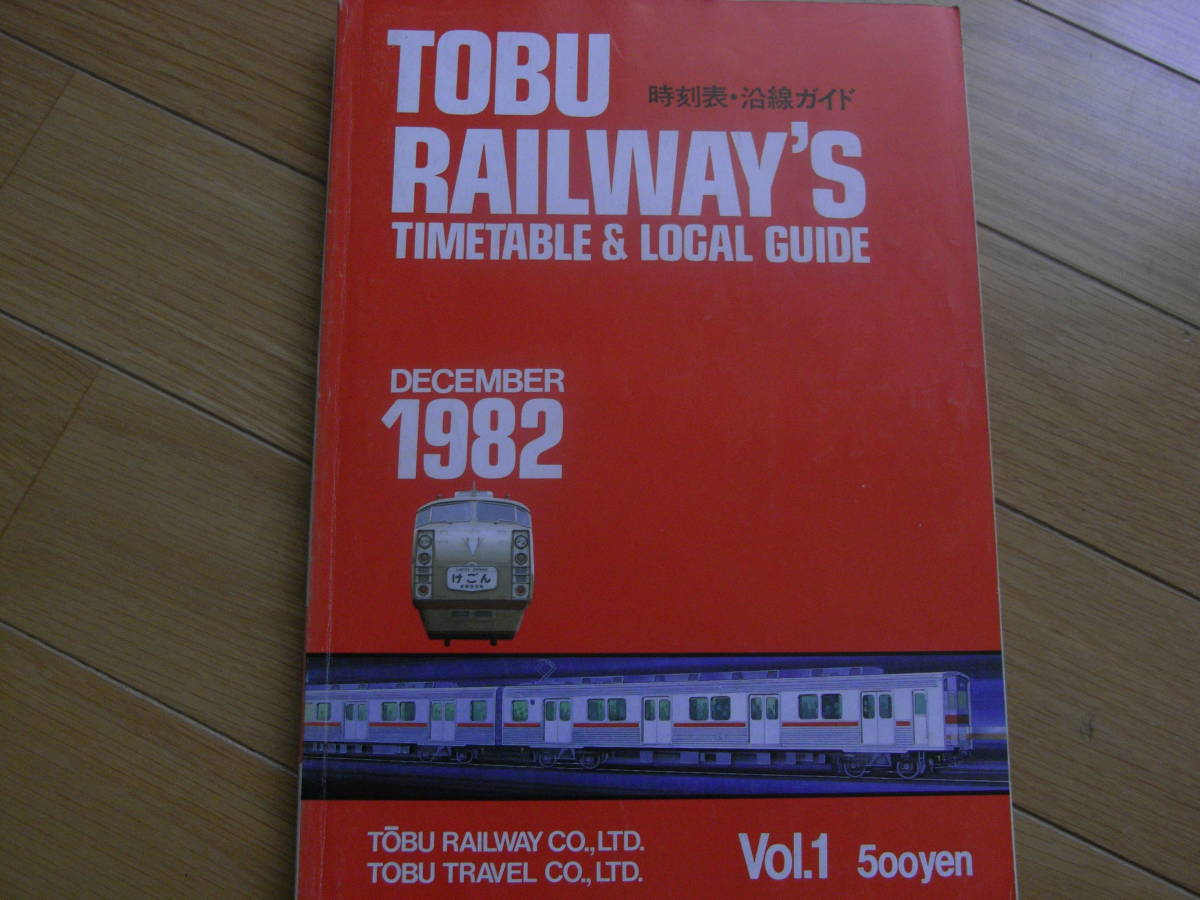 TOBU
時刻表・沿線ガイド
RAILWAY'S
TIMETABLE & LOCAL GUIDE
DECEMBER
1982
けごん
TŌBU RAILWAY CO.,LTD.
TOBU TRAVEL CO.,LTD.
Vol.1 500yen